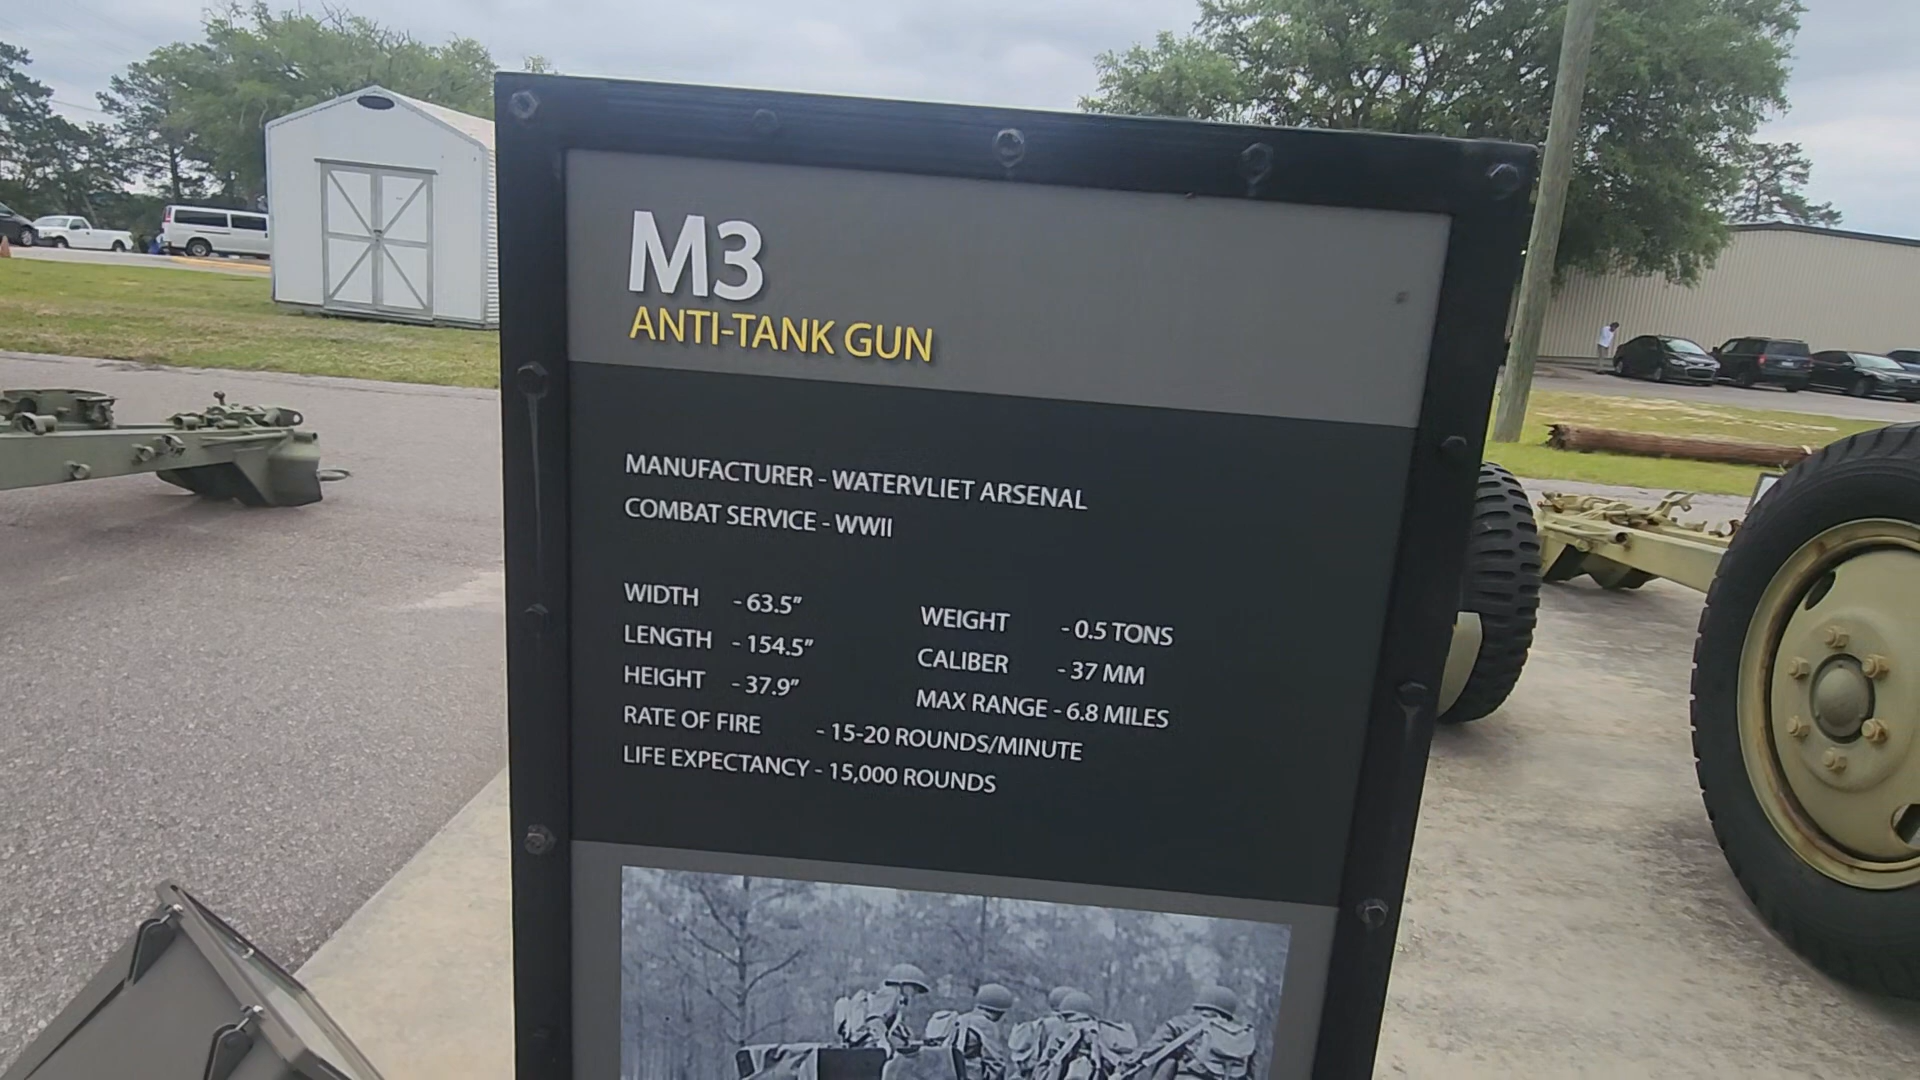 M3
ANTI-TANK GUN
MANUFACTURER - WATERVLIET ARSENAL
COMBAT SERVICE - WWII
WIDTH - 63.5"
LENGTH - 154.5"
HEIGHT - 37.9"
WEIGHT - 0.5 TONS
CALIBER - 37 MM
MAX RANGE - 6.8 MILES
RATE OF FIRE - 15-20 ROUNDS/MINUTE
LIFE EXPECTANCY - 15,000 ROUNDS